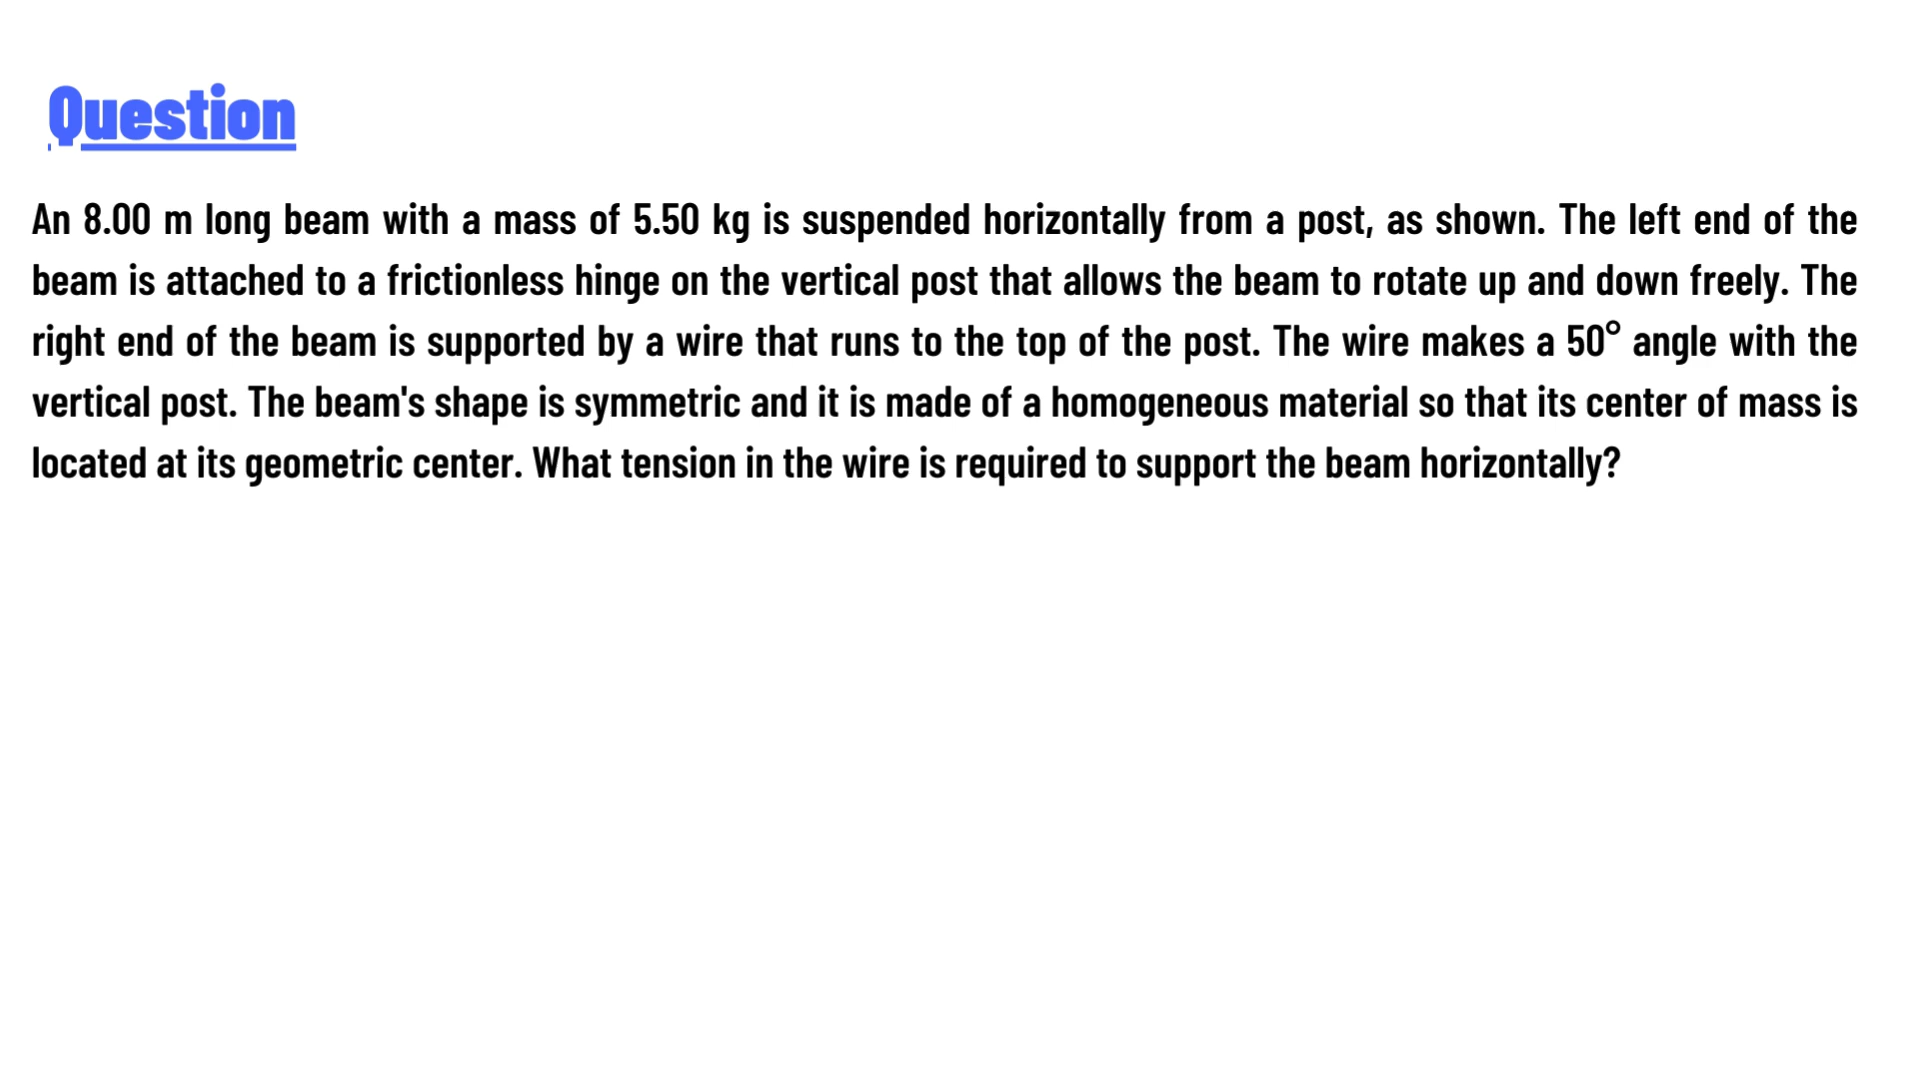 Question
An 8.00 m long beam with a mass of 5.50 kg is suspended horizontally from a post, as shown. The left end of the
beam is attached to a frictionless hinge on the vertical post that allows the beam to rotate up and down freely. The
right end of the beam is supported by a wire that runs to the top of the post. The wire makes a 50° angle with the
vertical post. The beam's shape is symmetric and it is made of a homogeneous material so that its center of mass is
located at its geometric center. What tension in the wire is required to support the beam horizontally?